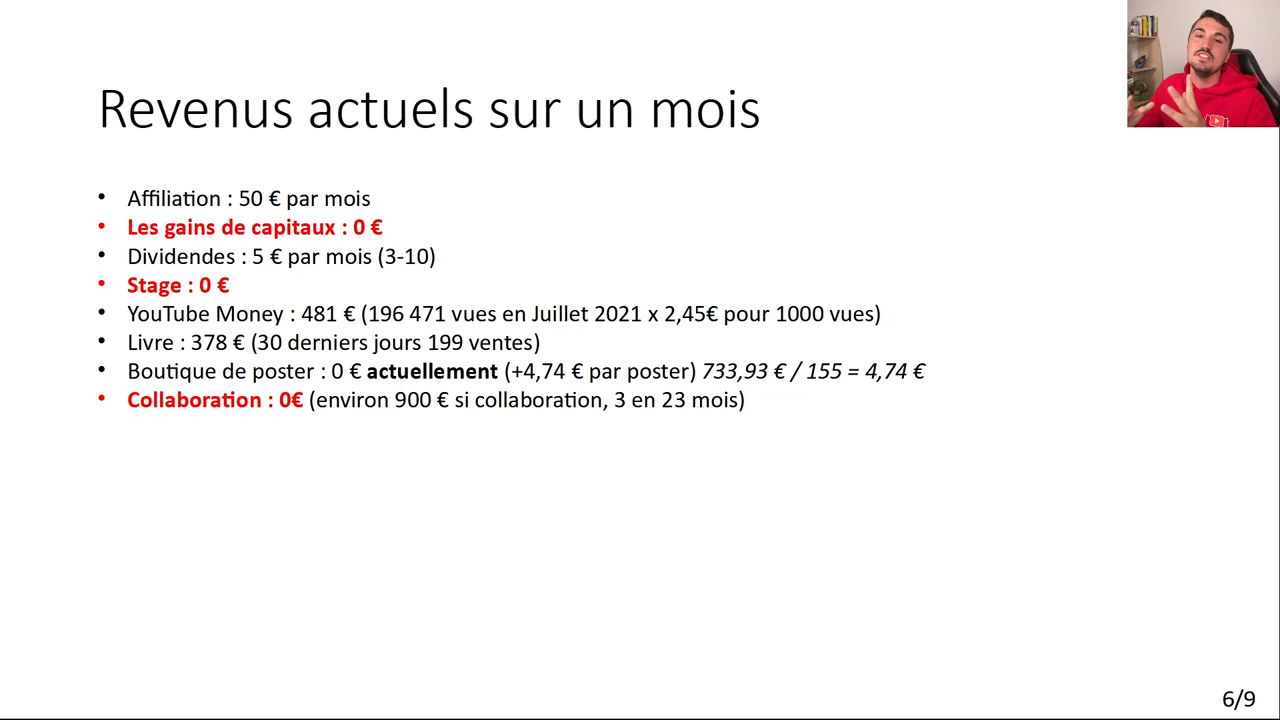 Revenus actuels sur un mois
• Affiliation : 50 € par mois
• Les gains de capitaux : 0 €
• Dividendes : 5 € par mois (3-10)
• Stage : 0 €
• YouTube Money : 481 € (196 471 vues en Juillet 2021 x 2,45€ pour 1000 vues)
• Livre : 378 € (30 derniers jours 199 ventes)
• Boutique de poster : 0 € actuellement (+4,74 € par poster) 733,93 € / 155 = 4,74 €
• Collaboration : 0€ (environ 900 € si collaboration, 3 en 23 mois)
6/9